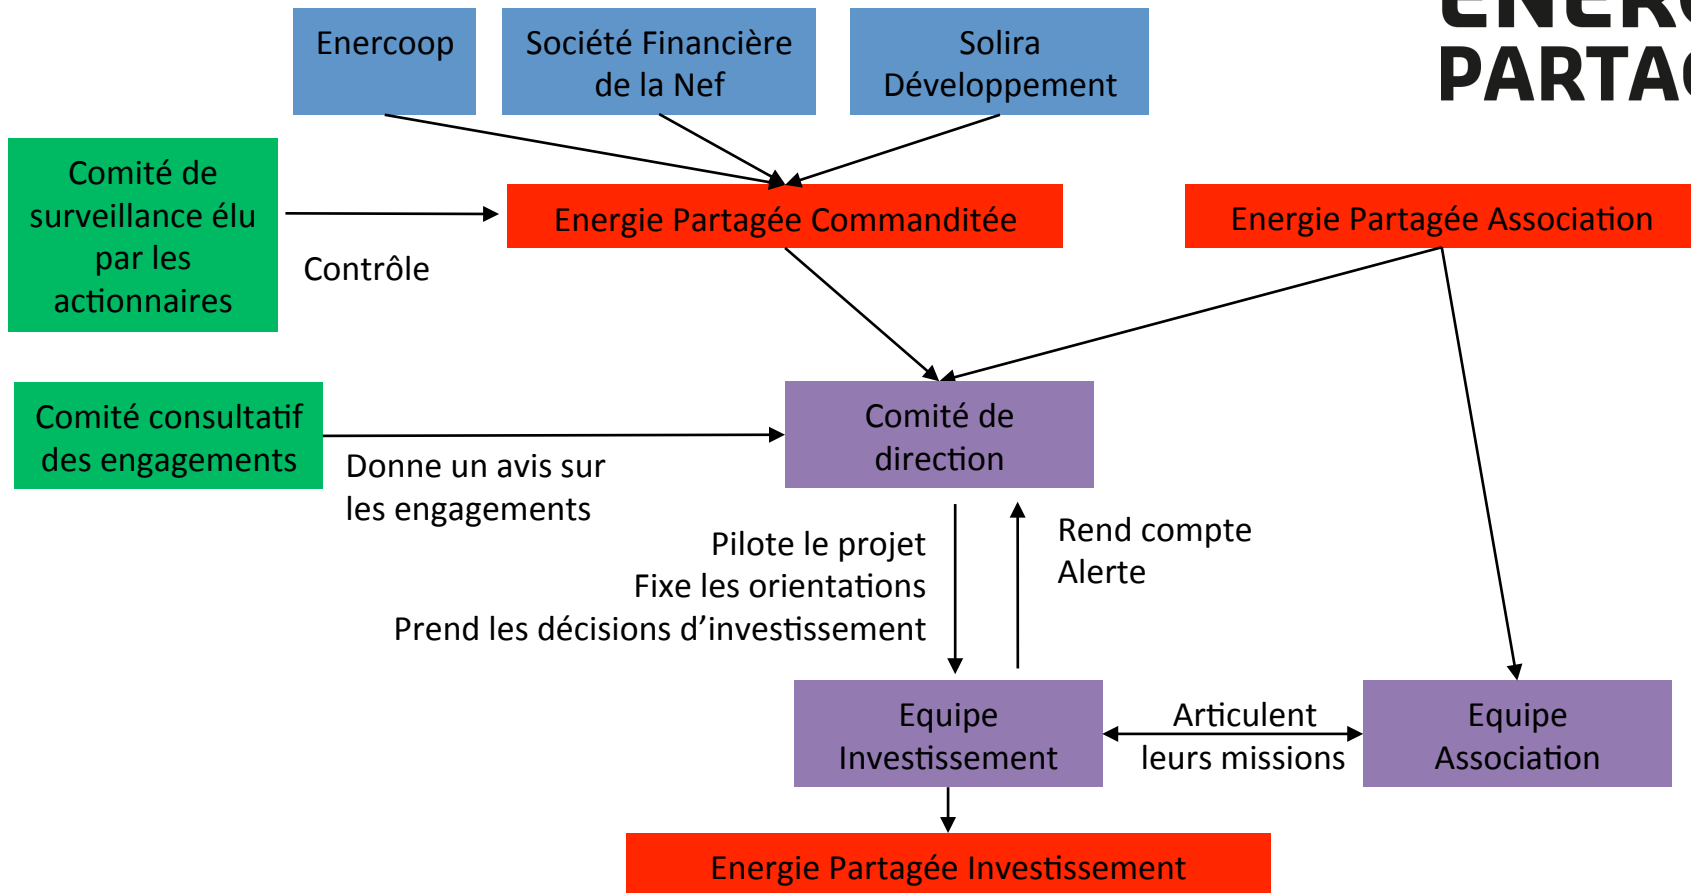 ENERG
PARTAG
Enercoop
Société Financière
de la Nef
Solira
Développement
Comité de
surveillance élu
par les
actionnaires
Contrôle
Energie Partagée Commanditée
Energie Partagée Association
Comité consultatif
des engagements
Donne un avis sur
les engagements
Comité de
direction
Pilote le projet
Fixe les orientations
Prend les décisions d’investissement
Rend compte
Alerte
Equipe
Investissement
Articulent
leurs missions
Equipe
Association
Energie Partagée Investissement